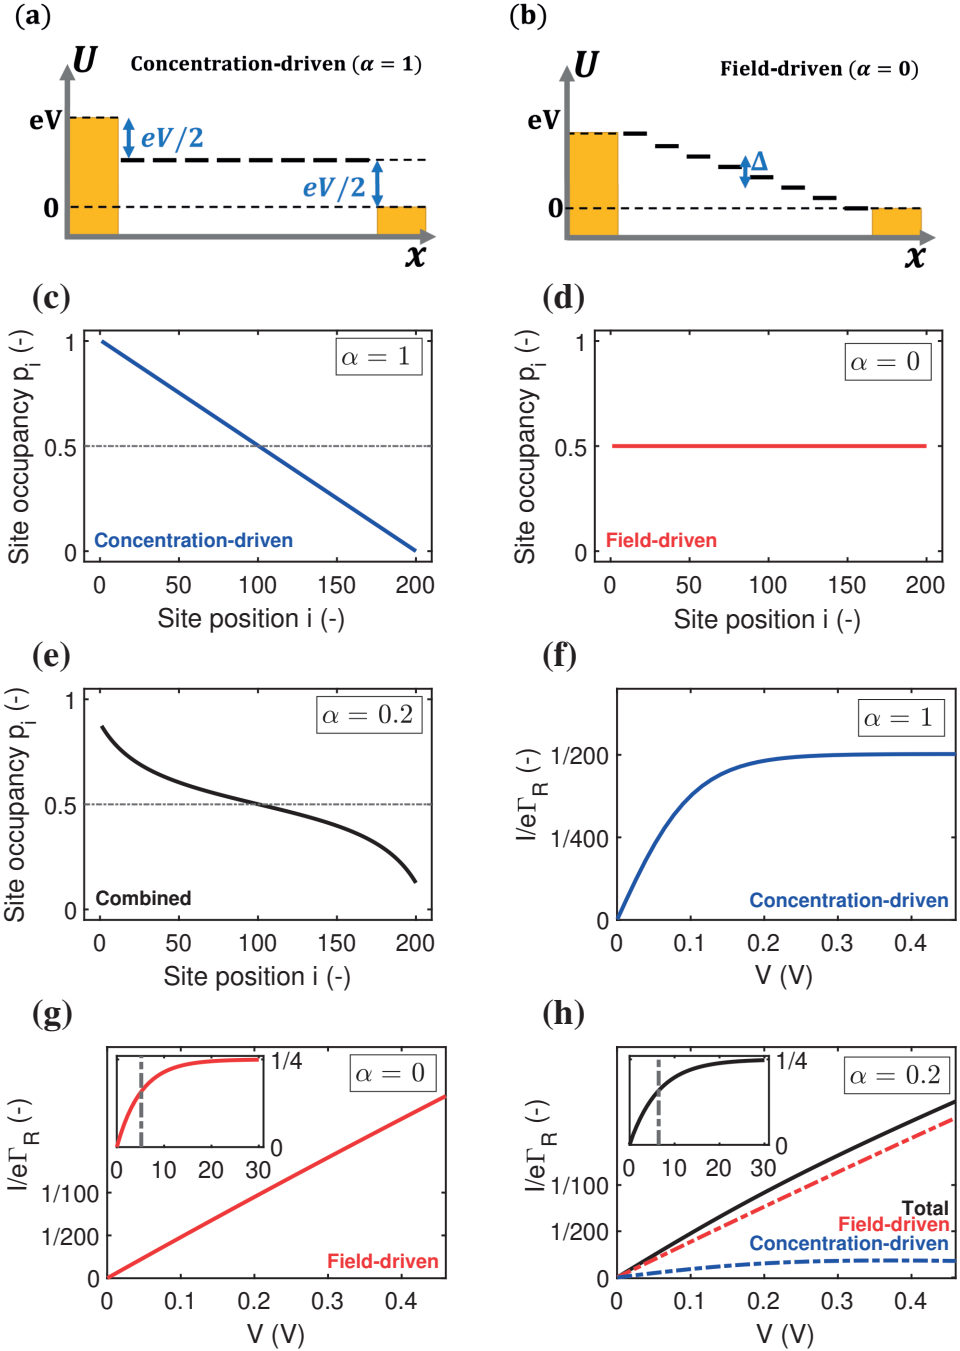 (a)
U
Concentration-driven (α = 1)
eV
eV/2
eV/2
0
x
(b)
U
Field-driven (α = 0)
eV
Δ
0
x
(c)
Site occupancy p_i (-)
1
0.5
0
α = 1
Concentration-driven
0 50 100 150 200
Site position i (-)
(d)
Site occupancy p_i (-)
1
0.5
0
α = 0
Field-driven
0 50 100 150 200
Site position i (-)
(e)
Site occupancy p_i (-)
1
0.5
0
α = 0.2
Combined
0 50 100 150 200
Site position i (-)
(f)
I/eΓ_R (-)
1/200
1/400
0
α = 1
Concentration-driven
0 0.1 0.2 0.3 0.4
V (V)
(g)
I/eΓ_R (-)
1/100
1/200
0
1/4
0
0 10 20 30
α = 0
Field-driven
0 0.1 0.2 0.3 0.4
V (V)
(h)
I/eΓ_R (-)
1/100
1/200
0
1/4
0
0 10 20 30
α = 0.2
Total
Field-driven
Concentration-driven
0 0.1 0.2 0.3 0.4
V (V)